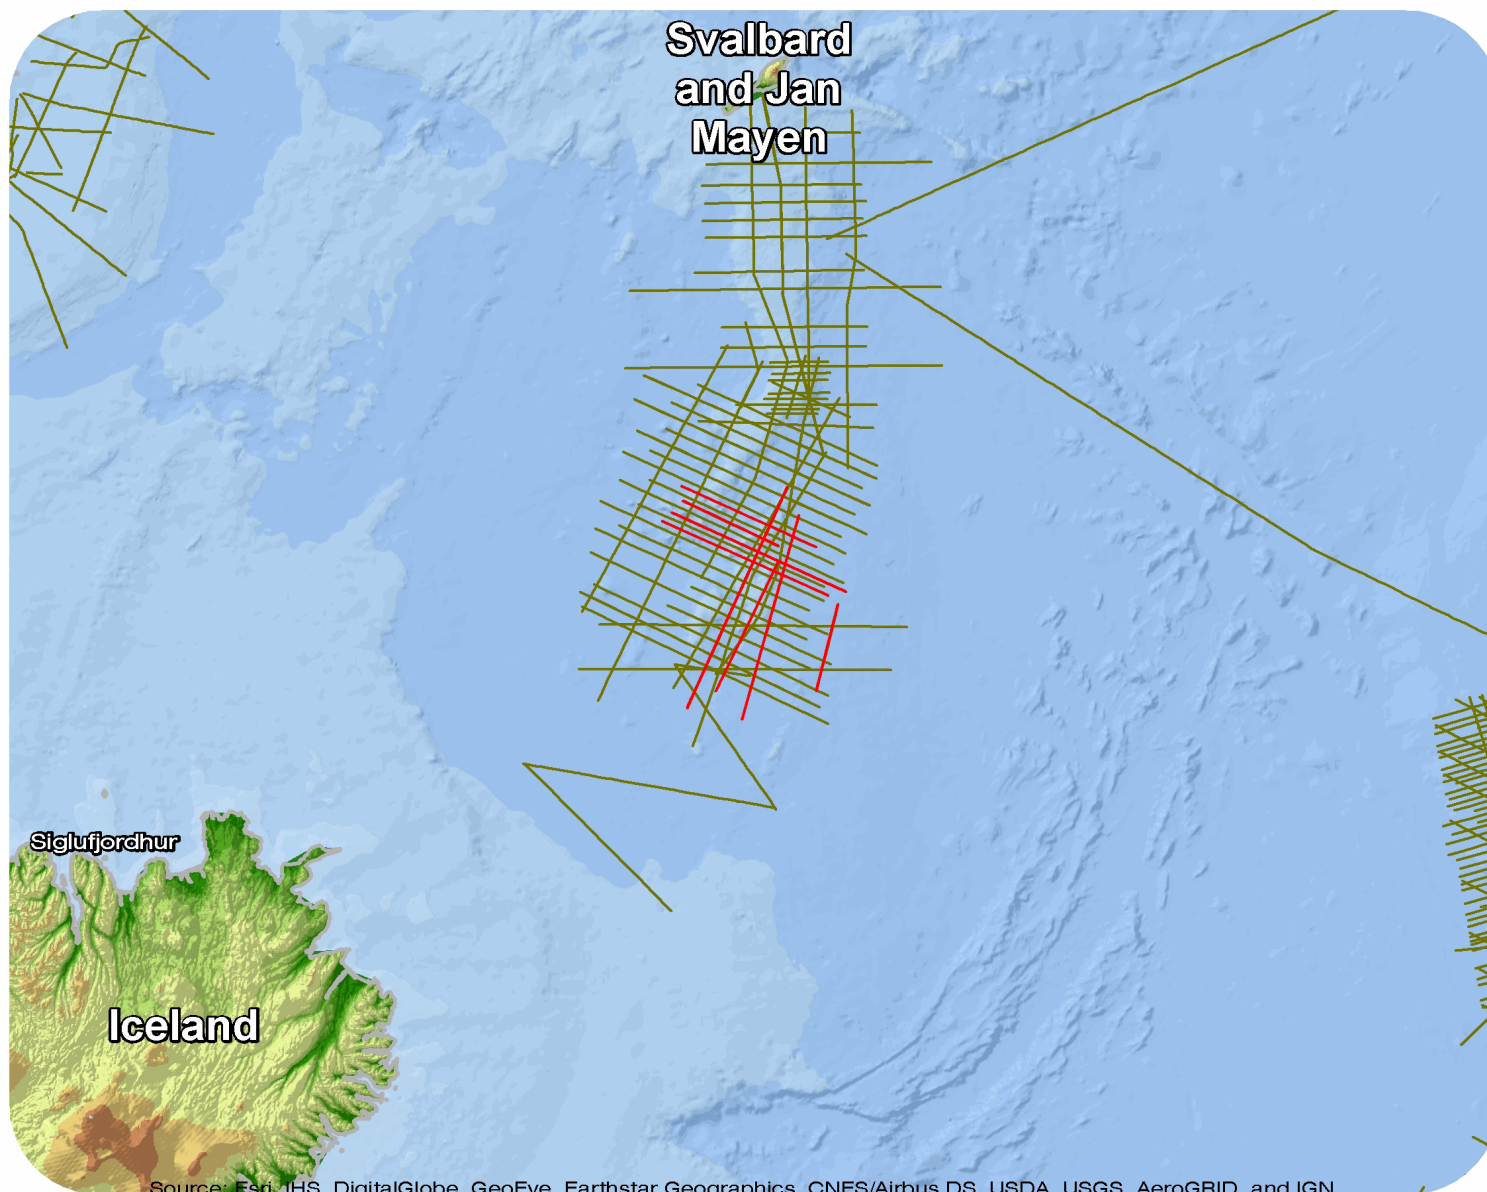 Svalbard
and Jan
Mayen
Siglufjordhur
Iceland
Source: Esri, IHS, DigitalGlobe, GeoEye, Earthstar Geographics, CNES/Airbus DS, USDA, USGS, AeroGRID, and IGN